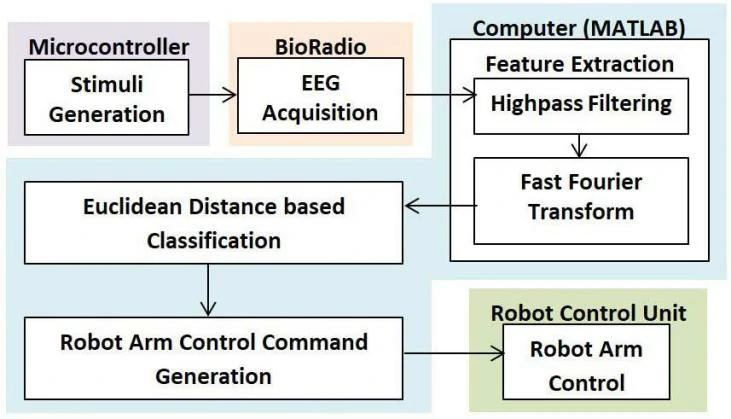 Microcontroller
Stimuli
Generation
BioRadio
EEG
Acquisition
Computer (MATLAB)
Feature Extraction
Highpass Filtering
Fast Fourier
Transform
Euclidean Distance based
Classification
Robot Arm Control Command
Generation
Robot Control Unit
Robot Arm
Control